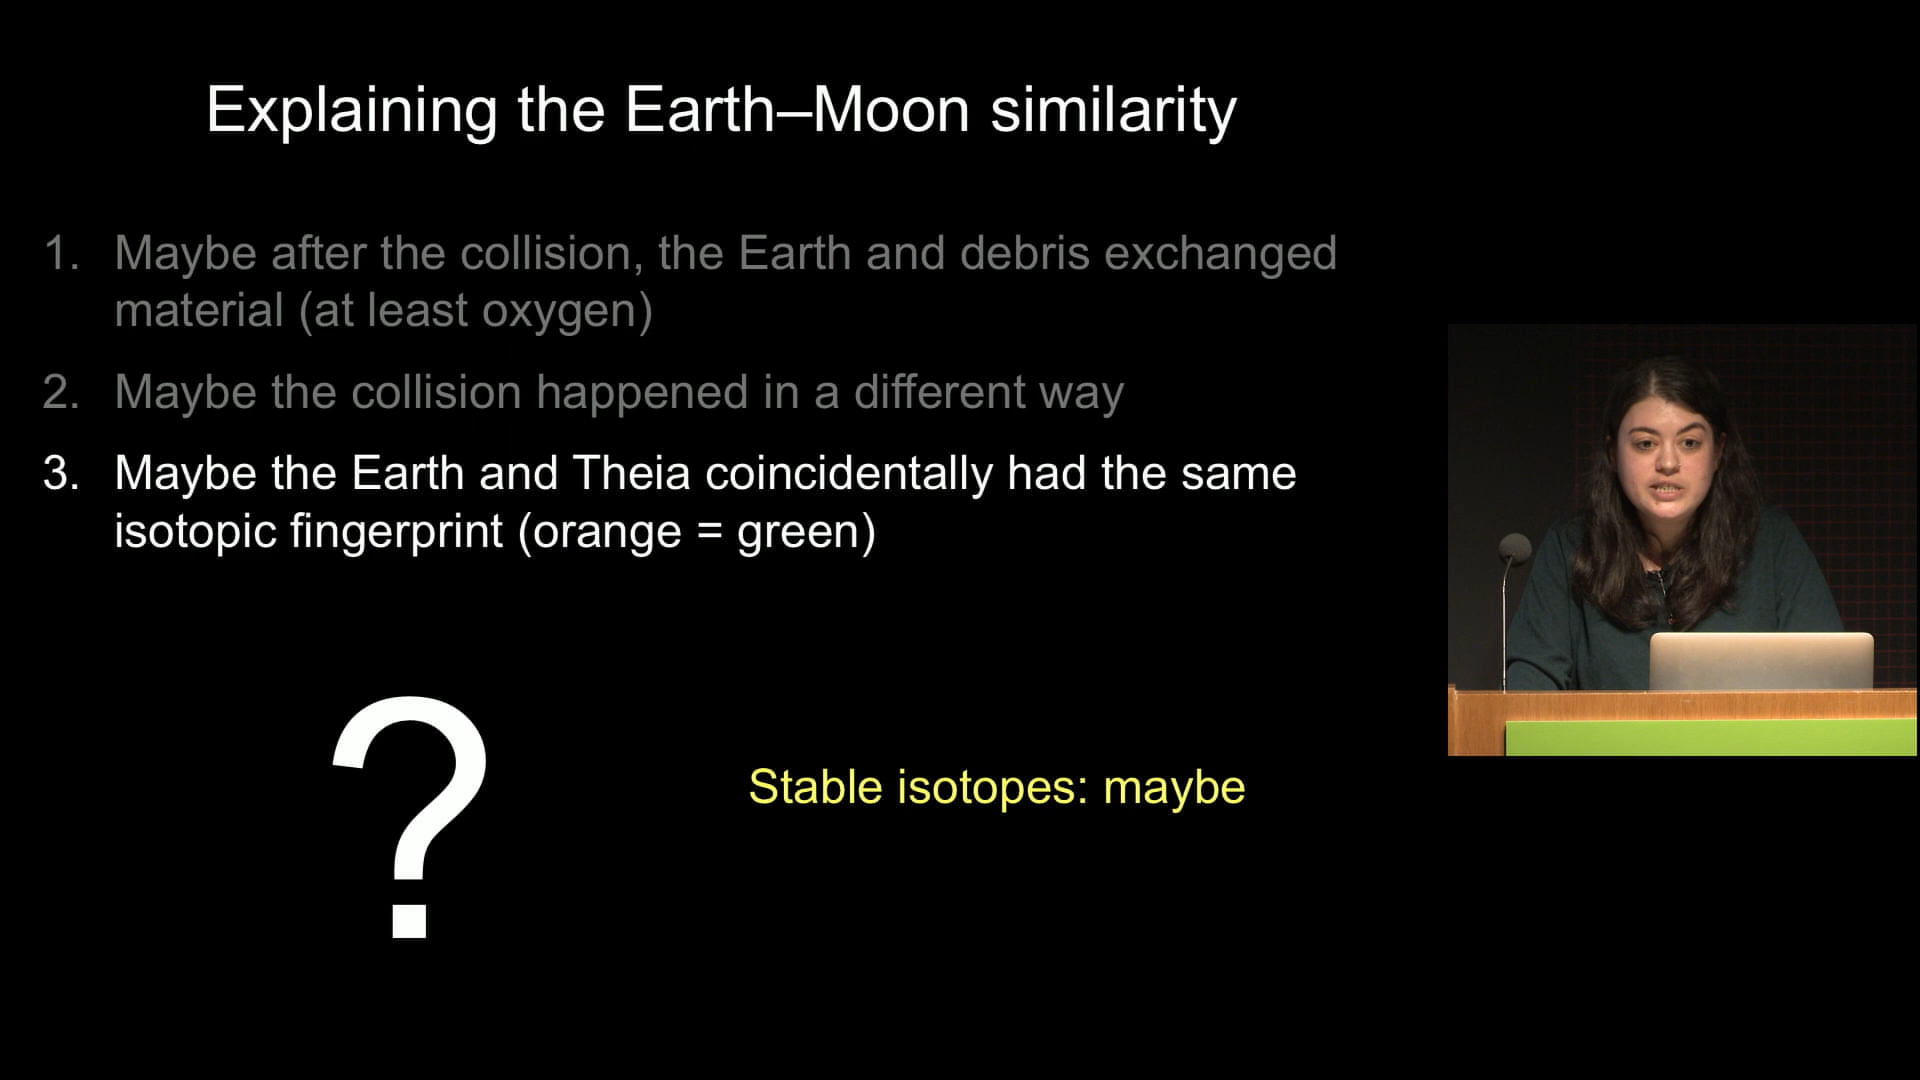 Explaining the Earth–Moon similarity
1. Maybe after the collision, the Earth and debris exchanged
material (at least oxygen)
2. Maybe the collision happened in a different way
3. Maybe the Earth and Theia coincidentally had the same
isotopic fingerprint (orange = green)
?
Stable isotopes: maybe